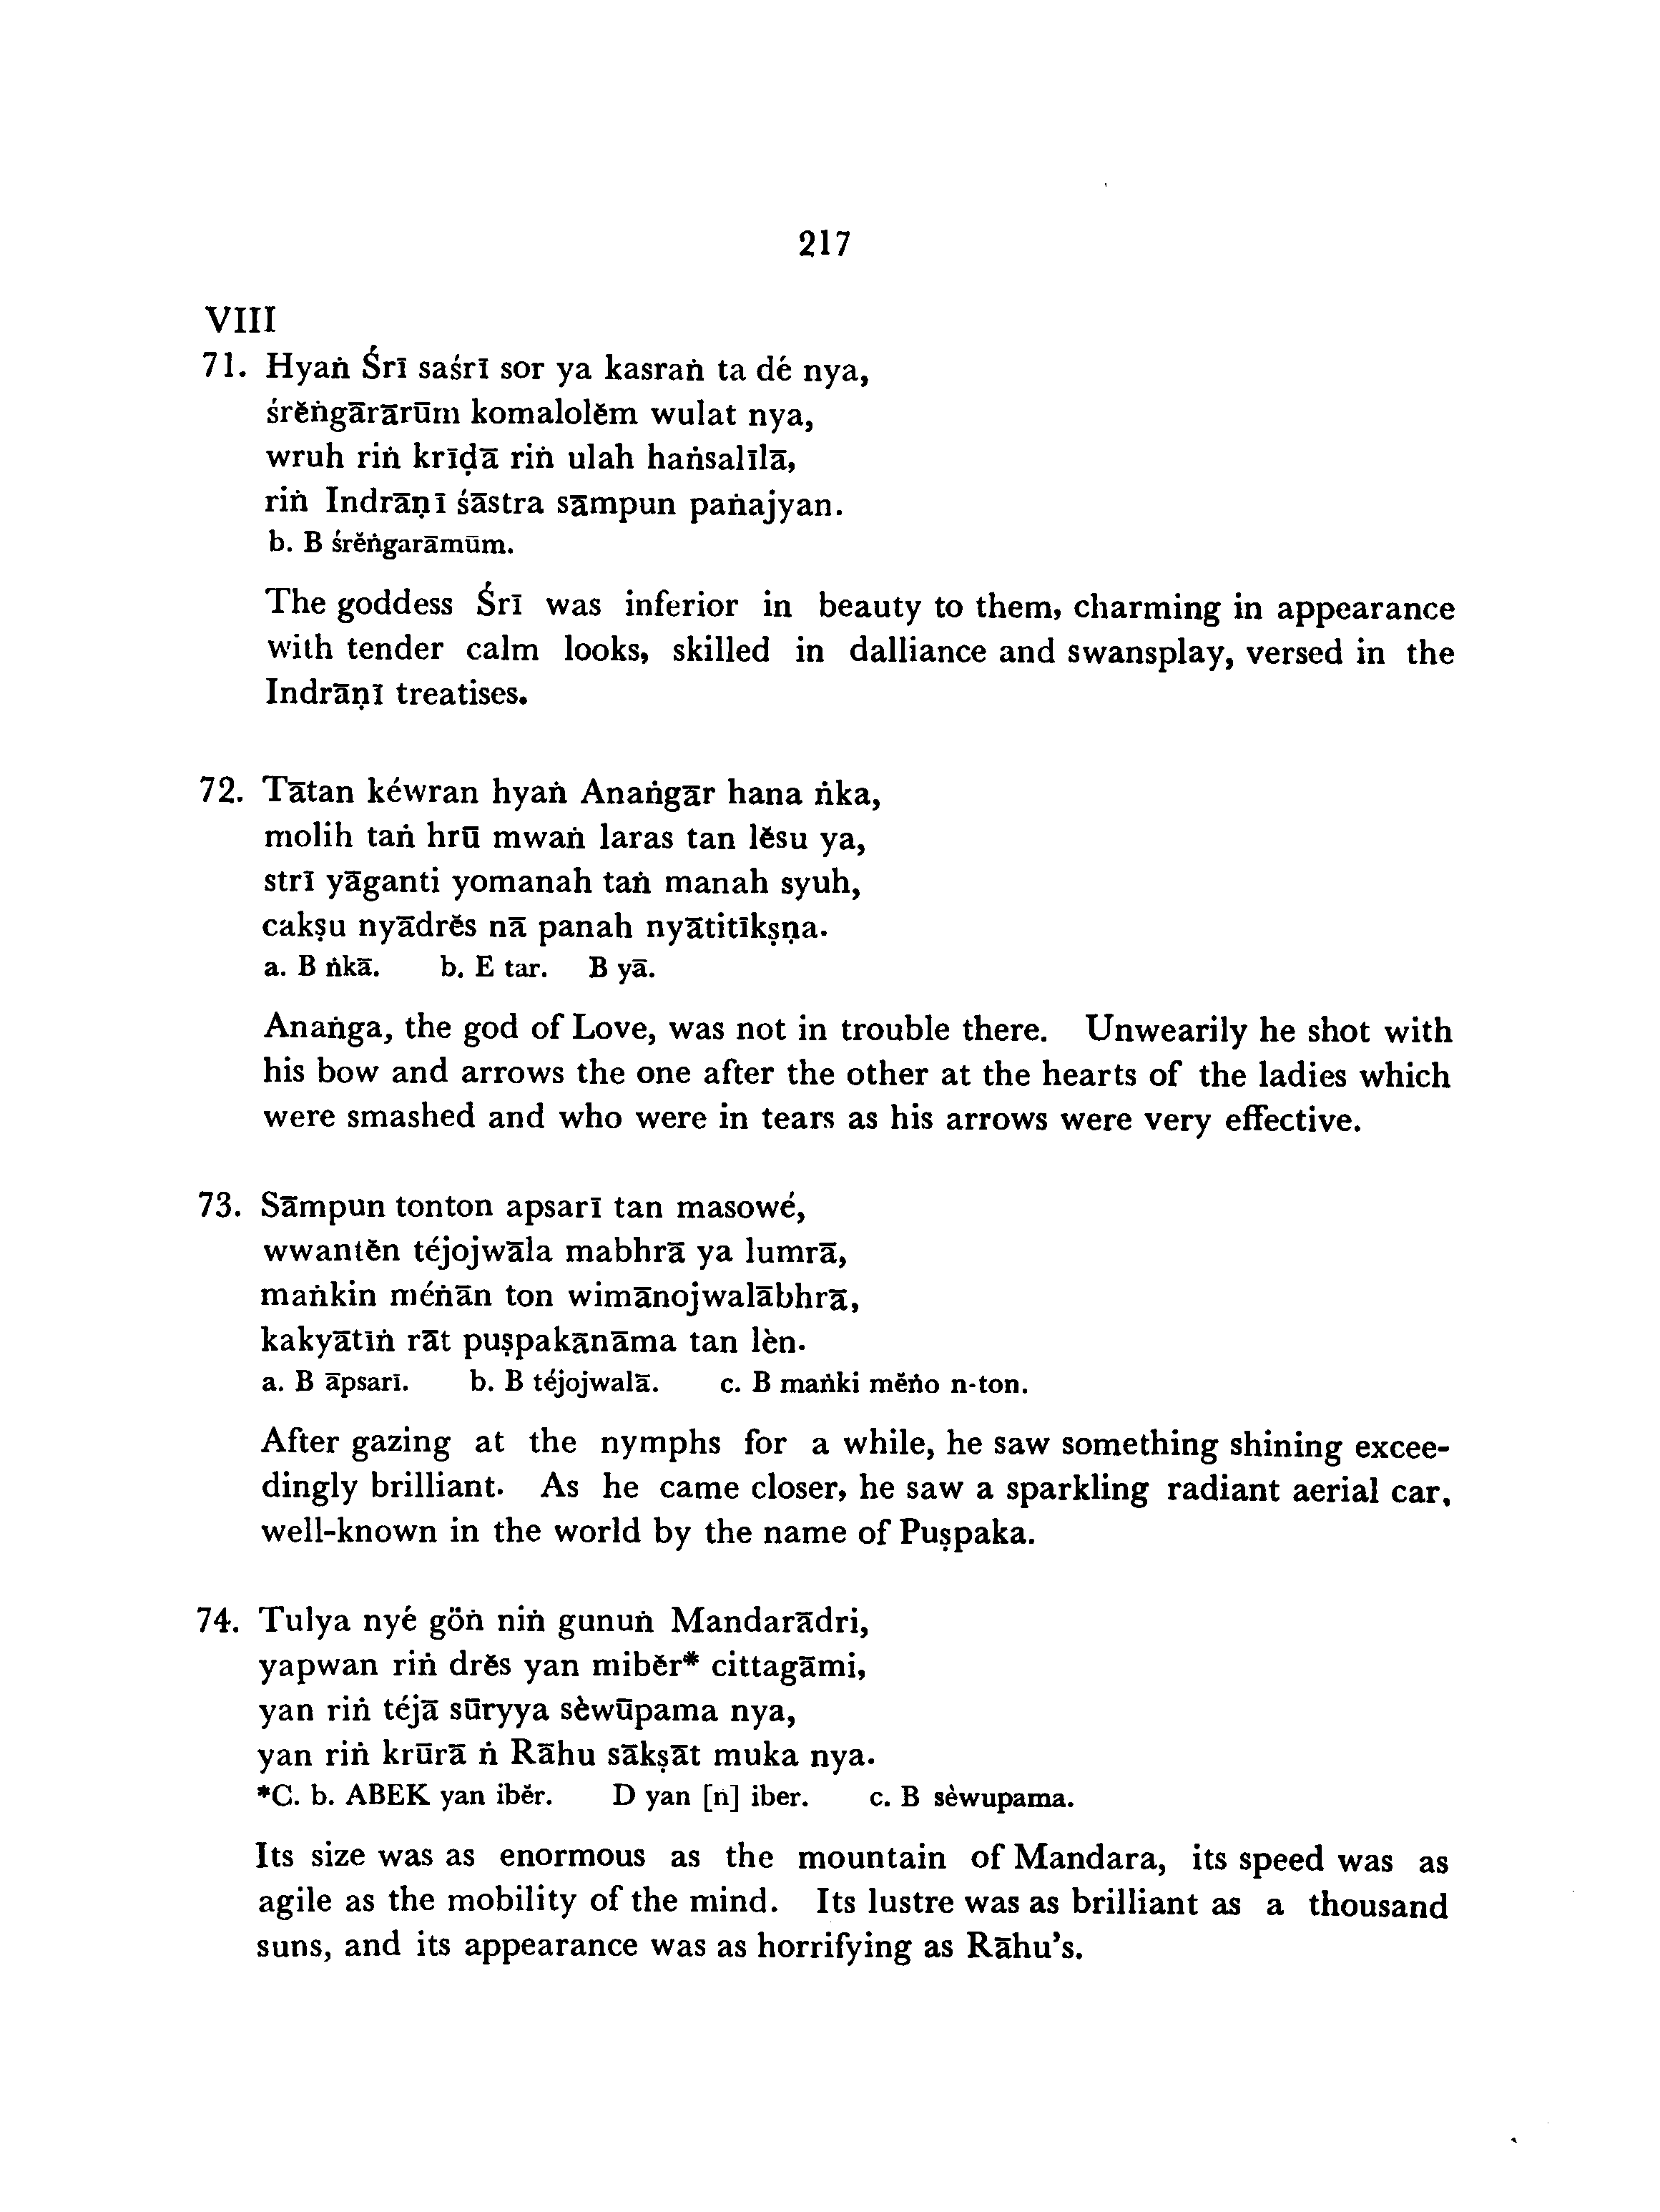 217
VIII
71. Hyaṅ Śrī saśrī sor ya kasraṅ ta dé nya,
śrĕṅgārarūm komalolĕm wulat nya,
wruh riṅ krīḍā riṅ ulah haṅsalīlā,
riṅ Indrāṇī śāstra sāmpun paṅajyan.
b. B śrĕṅgarāmūm.
The goddess Śrī was inferior in beauty to them, charming in appearance
with tender calm looks, skilled in dalliance and swansplay, versed in the
Indrāṇī treatises.
72. Tātan kéwran hyaṅ Anaṅgār hana ṅka,
molih taṅ hrū mwaṅ laras tan lĕsu ya,
strī yāganti yomanah taṅ manah syuh,
cakṣu nyādrĕs nā panah nyātitīkṣṇa.
a. B ṅkā. b. E tar. B yā.
Anaṅga, the god of Love, was not in trouble there. Unwearily he shot with
his bow and arrows the one after the other at the hearts of the ladies which
were smashed and who were in tears as his arrows were very effective.
73. Sāmpun tonton apsarī tan masowé,
wwantĕn téjojwāla mabhrā ya lumrā,
maṅkin méṅān ton wimānojwalābhrā,
kakyātiṅ rāt puṣpakānāma tan lèn.
a. B āpsarī. b. B téjojwalā. c. B maṅki mĕṅo n-ton.
After gazing at the nymphs for a while, he saw something shining excee-
dingly brilliant. As he came closer, he saw a sparkling radiant aerial car,
well-known in the world by the name of Puṣpaka.
74. Tulya nyé göṅ niṅ gunuṅ Mandarādri,
yapwan riṅ drĕs yan mibĕr* cittagāmi,
yan riṅ téjā sūryya sèwūpama nya,
yan riṅ krūrā ṅ Rāhu sākṣāt muka nya.
*C. b. ABEK yan ibĕr. D yan [ṅ] iber. c. B sèwupama.
Its size was as enormous as the mountain of Mandara, its speed was as
agile as the mobility of the mind. Its lustre was as brilliant as a thousand
suns, and its appearance was as horrifying as Rāhu's.